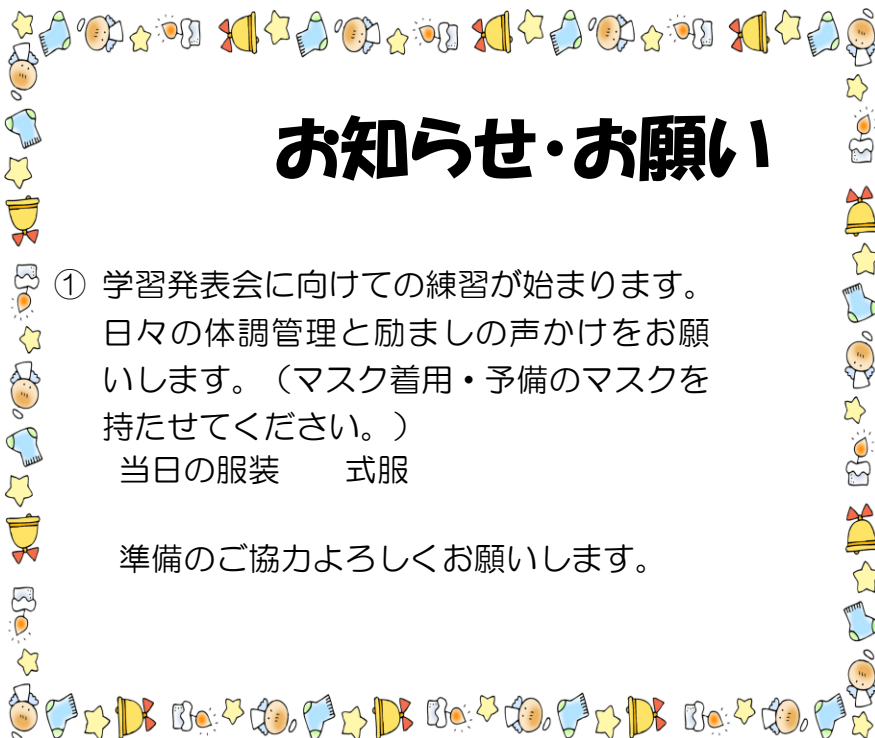 お知らせ・お願い
① 学習発表会に向けての練習が始まります。
日々の体調管理と励ましの声かけをお願
いします。（マスク着用・予備のマスクを
持たせてください。）
当日の服装　　式服
準備のご協力よろしくお願いします。